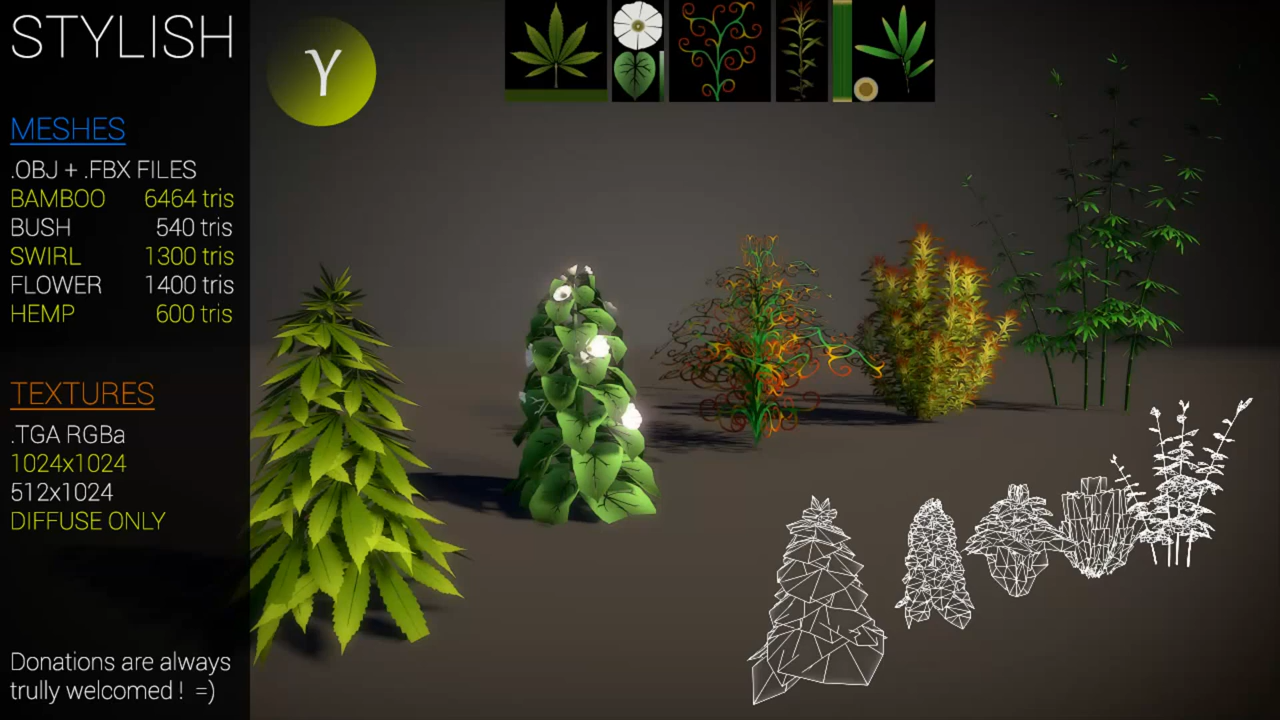 STYLISH
Y
MESHES
.OBJ + .FBX FILES
BAMBOO 6464 tris
BUSH 540 tris
SWIRL 1300 tris
FLOWER 1400 tris
HEMP 600 tris
TEXTURES
.TGA RGBa
1024x1024
512x1024
DIFFUSE ONLY
Donations are always
trully welcomed ! =)